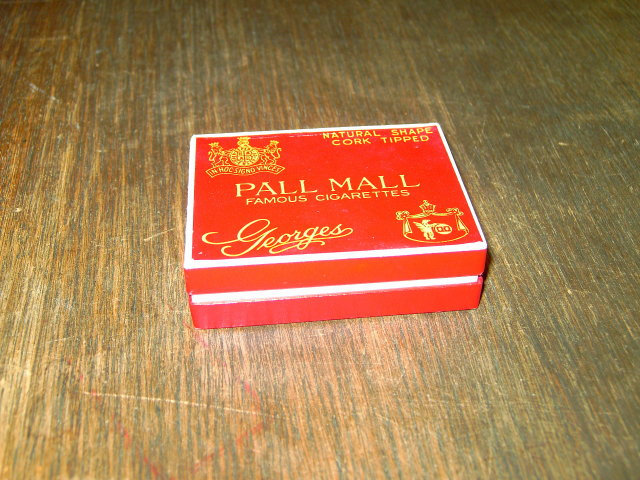 NATURAL SHAPE
CORK TIPPED
IN HOC SIGNO VINCES
PALL MALL
FAMOUS CIGARETTES
Georges